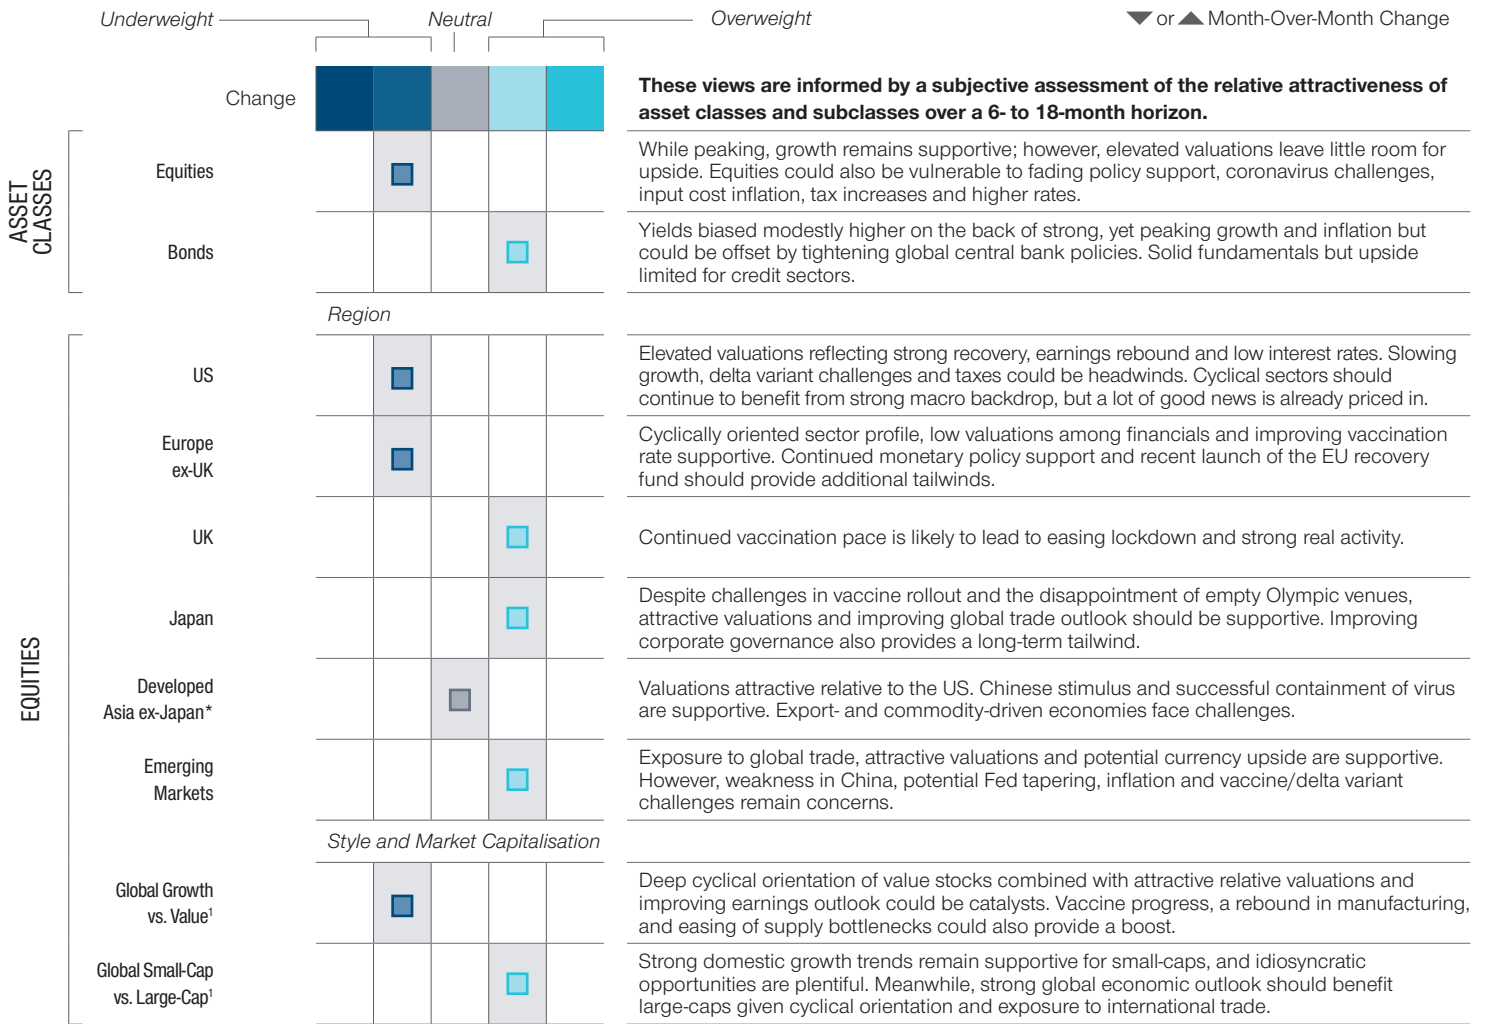 Underweight
Neutral
Overweight
or Month-Over-Month Change
Change
These views are informed by a subjective assessment of the relative attractiveness of
asset classes and subclasses over a 6- to 18-month horizon.
ASSET
CLASSES
Equities
While peaking, growth remains supportive; however, elevated valuations leave little room for
upside. Equities could also be vulnerable to fading policy support, coronavirus challenges,
input cost inflation, tax increases and higher rates.
Bonds
Yields biased modestly higher on the back of strong, yet peaking growth and inflation but
could be offset by tightening global central bank policies. Solid fundamentals but upside
limited for credit sectors.
Region
EQUITIES
US
Elevated valuations reflecting strong recovery, earnings rebound and low interest rates. Slowing
growth, delta variant challenges and taxes could be headwinds. Cyclical sectors should
continue to benefit from strong macro backdrop, but a lot of good news is already priced in.
Europe
ex-UK
Cyclically oriented sector profile, low valuations among financials and improving vaccination
rate supportive. Continued monetary policy support and recent launch of the EU recovery
fund should provide additional tailwinds.
UK
Continued vaccination pace is likely to lead to easing lockdown and strong real activity.
Japan
Despite challenges in vaccine rollout and the disappointment of empty Olympic venues,
attractive valuations and improving global trade outlook should be supportive. Improving
corporate governance also provides a long-term tailwind.
Developed
Asia ex-Japan*
Valuations attractive relative to the US. Chinese stimulus and successful containment of virus
are supportive. Export- and commodity-driven economies face challenges.
Emerging
Markets
Exposure to global trade, attractive valuations and potential currency upside are supportive.
However, weakness in China, potential Fed tapering, inflation and vaccine/delta variant
challenges remain concerns.
Style and Market Capitalisation
Global Growth
vs. Value¹
Deep cyclical orientation of value stocks combined with attractive relative valuations and
improving earnings outlook could be catalysts. Vaccine progress, a rebound in manufacturing,
and easing of supply bottlenecks could also provide a boost.
Global Small-Cap
vs. Large-Cap¹
Strong domestic growth trends remain supportive for small-caps, and idiosyncratic
opportunities are plentiful. Meanwhile, strong global economic outlook should benefit
large-caps given cyclical orientation and exposure to international trade.